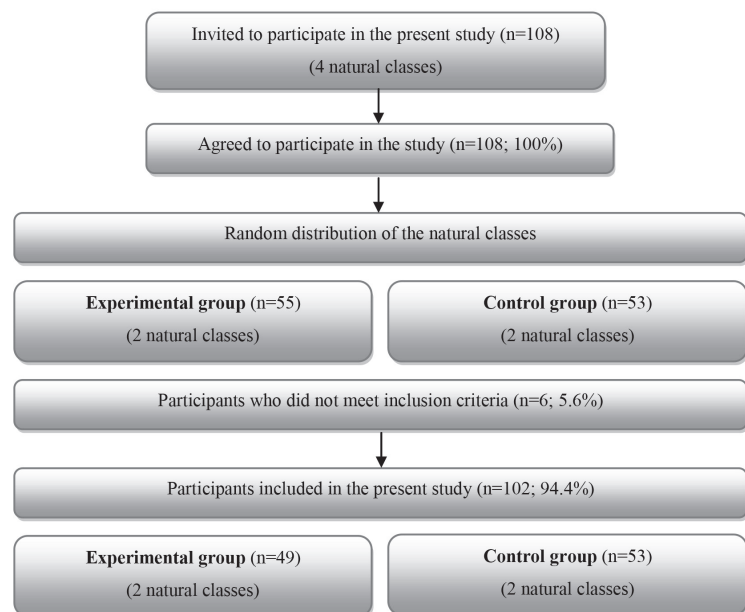 Invited to participate in the present study (n=108)
(4 natural classes)
Agreed to participate in the study (n=108; 100%)
Random distribution of the natural classes
Experimental group (n=55)
(2 natural classes)
Control group (n=53)
(2 natural classes)
Participants who did not meet inclusion criteria (n=6; 5.6%)
Participants included in the present study (n=102; 94.4%)
Experimental group (n=49)
(2 natural classes)
Control group (n=53)
(2 natural classes)